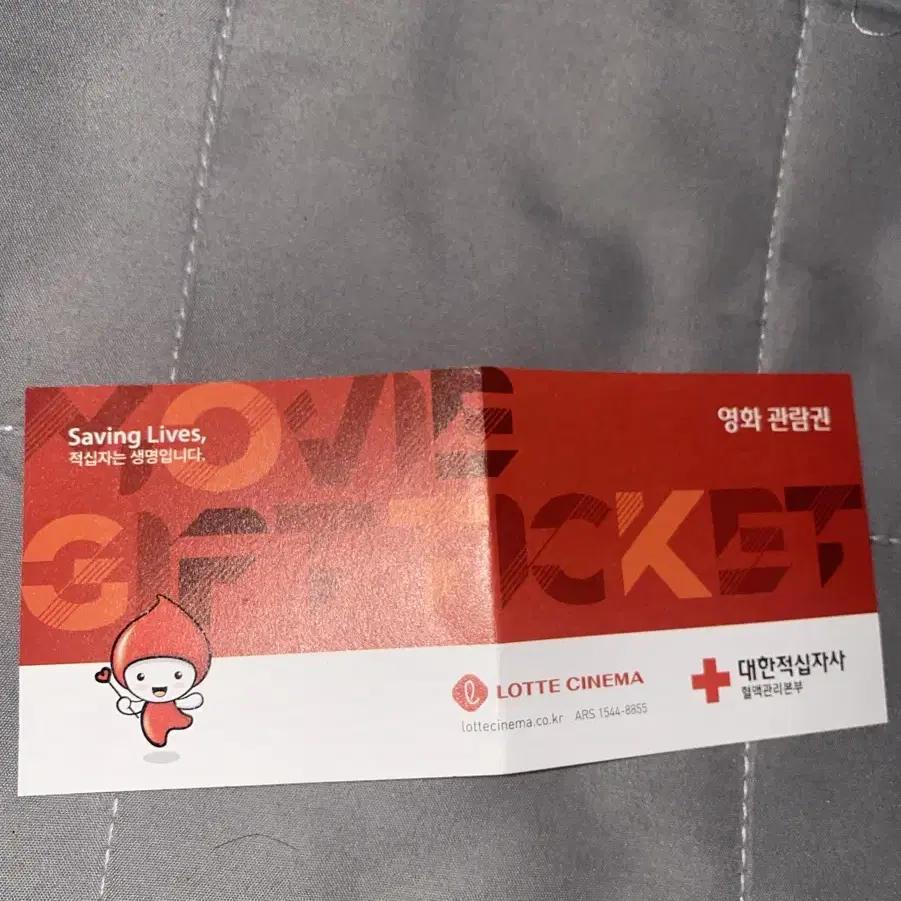 MOVIE
GIFT TICKET
Saving Lives,
적십자는 생명입니다.
영화 관람권
LOTTE CINEMA
lottecinema.co.kr ARS 1544-8855
대한적십자사
혈액관리본부